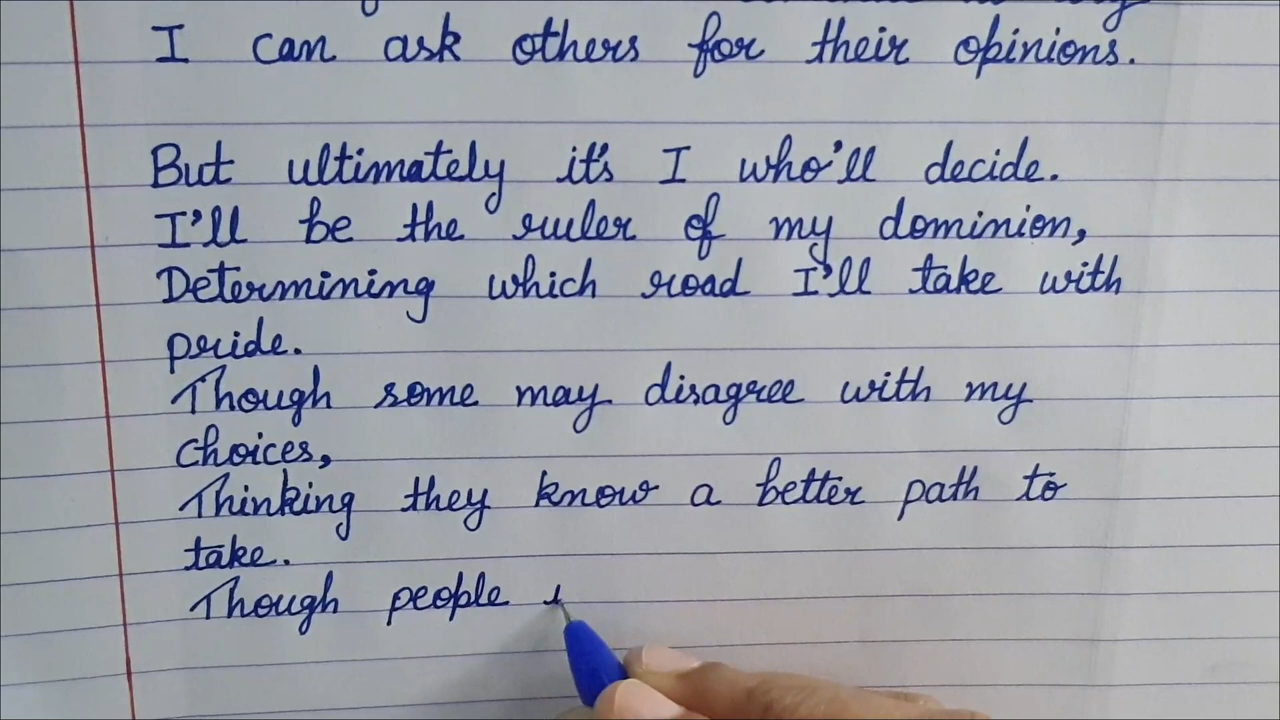 I can ask others for their opinions.
But ultimately it's I who'll decide.
I'll be the ruler of my dominion,
Determining which road I'll take with
pride.
Though some may disagree with my
choices,
Thinking they know a better path to
take.
Though people